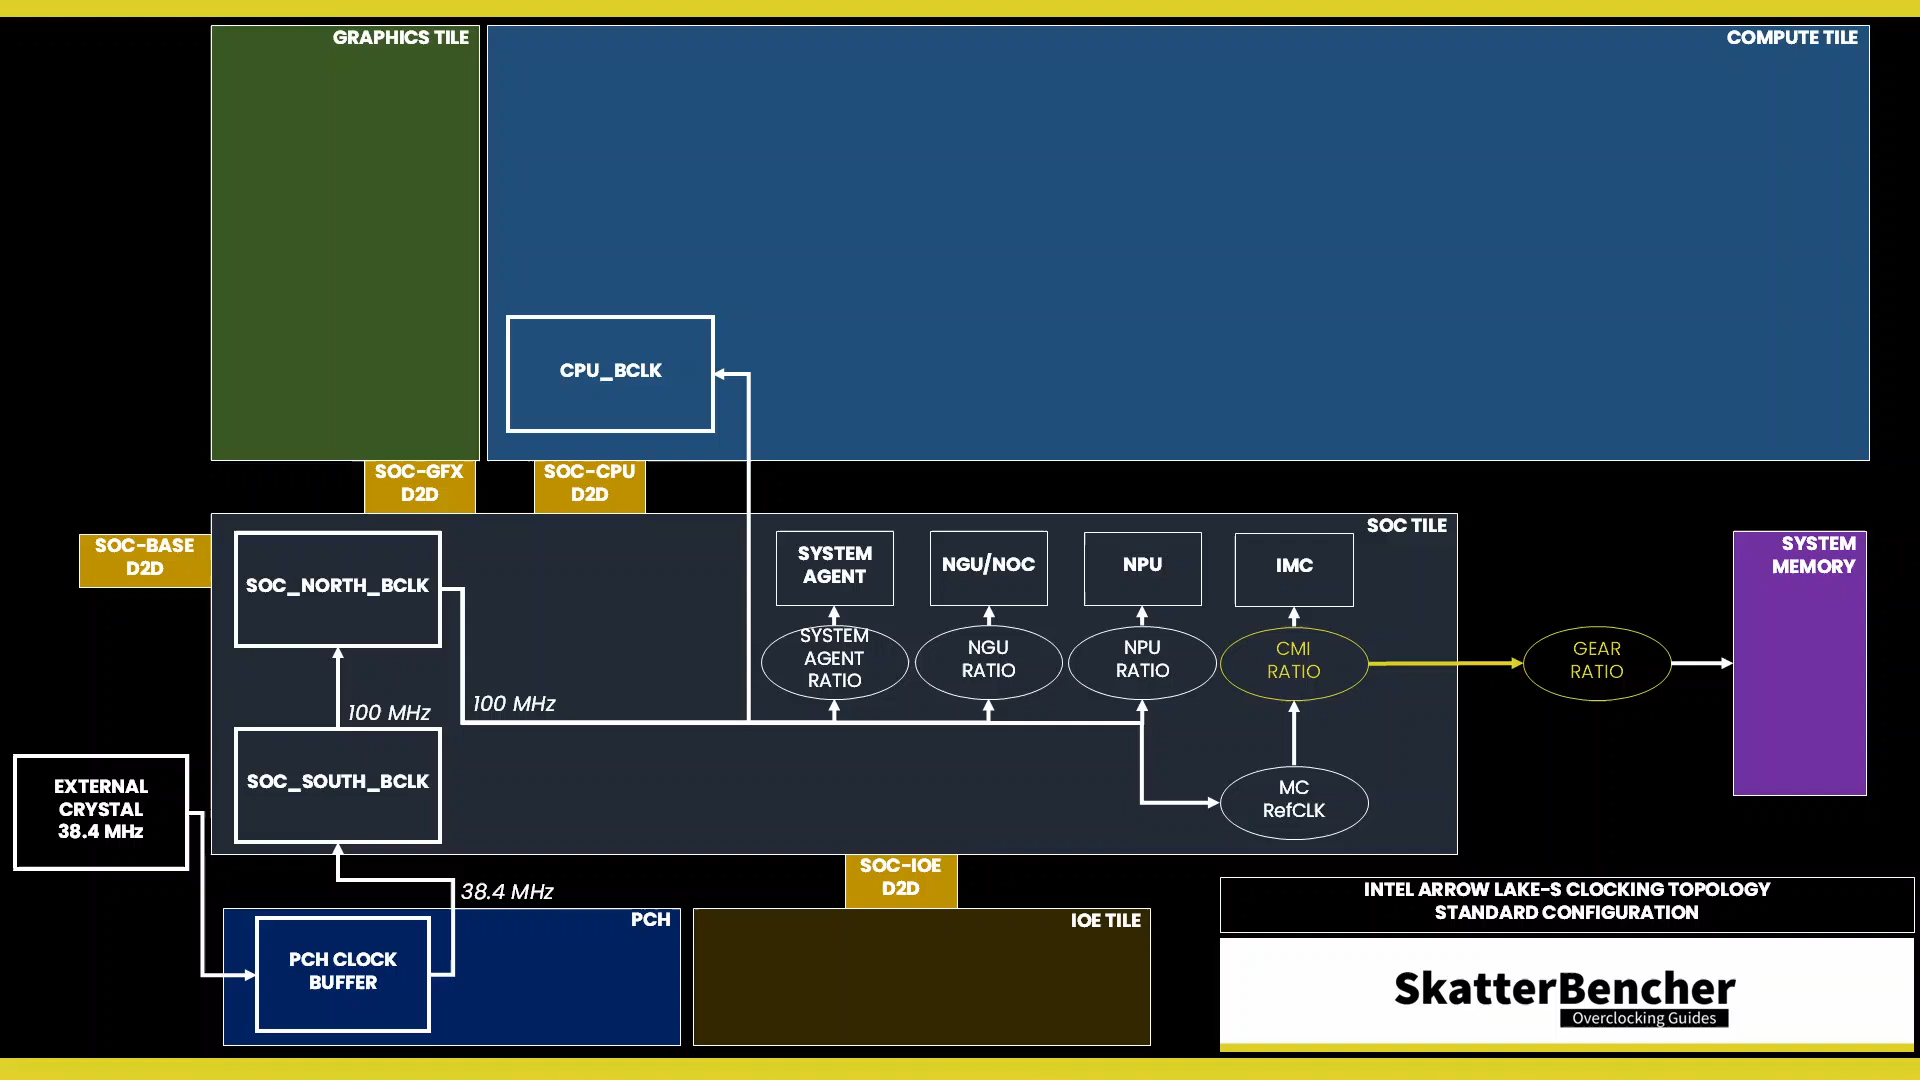 GRAPHICS TILE
COMPUTE TILE
CPU_BCLK
SOC-GFX
D2D
SOC-CPU
D2D
SOC-BASE
D2D
SOC TILE
SOC_NORTH_BCLK
SYSTEM
AGENT
NGU/NOC
NPU
IMC
SYSTEM
MEMORY
SYSTEM
AGENT
RATIO
NGU
RATIO
NPU
RATIO
CMI
RATIO
GEAR
RATIO
100 MHz
100 MHz
SOC_SOUTH_BCLK
EXTERNAL
CRYSTAL
38.4 MHz
MC
RefCLK
SOC-IOE
D2D
38.4 MHz
PCH
IOE TILE
PCH CLOCK
BUFFER
INTEL ARROW LAKE-S CLOCKING TOPOLOGY
STANDARD CONFIGURATION
SkatterBencher
Overclocking Guides